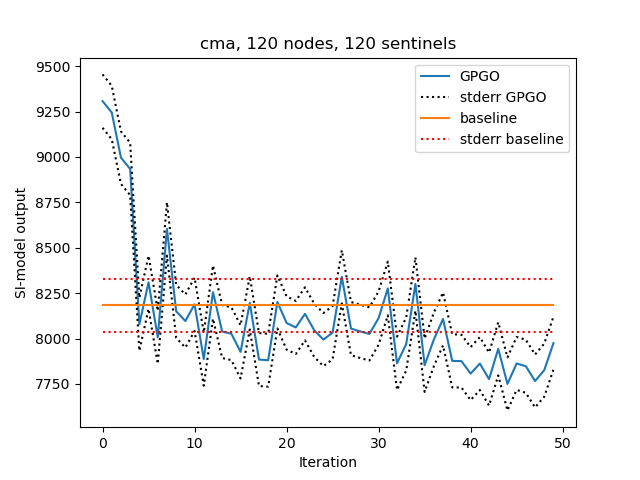 cma, 120 nodes, 120 sentinels
9500
9250
9000
8750
8500
8250
8000
7750
SI-model output
GPGO
stderr GPGO
baseline
stderr baseline
0 10 20 30 40 50
Iteration